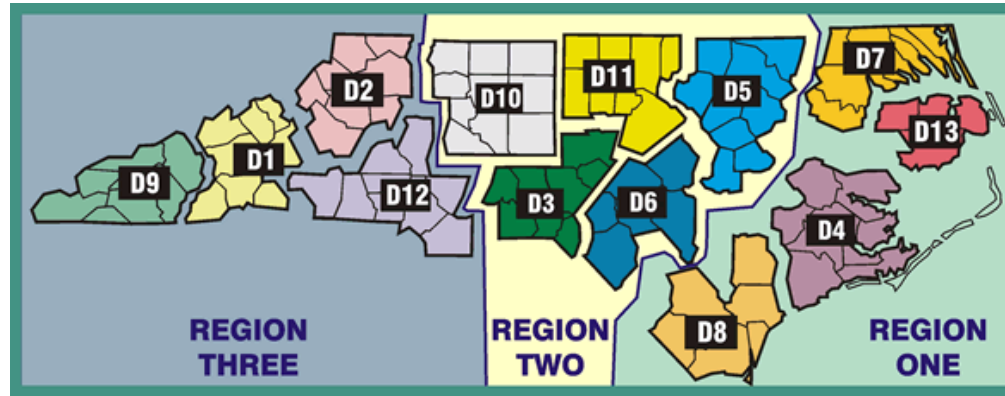 D7
D2
D11
D10
D5
D13
D1
D9
D12
D3
D6
D4
D8
REGION
THREE
REGION
TWO
REGION
ONE